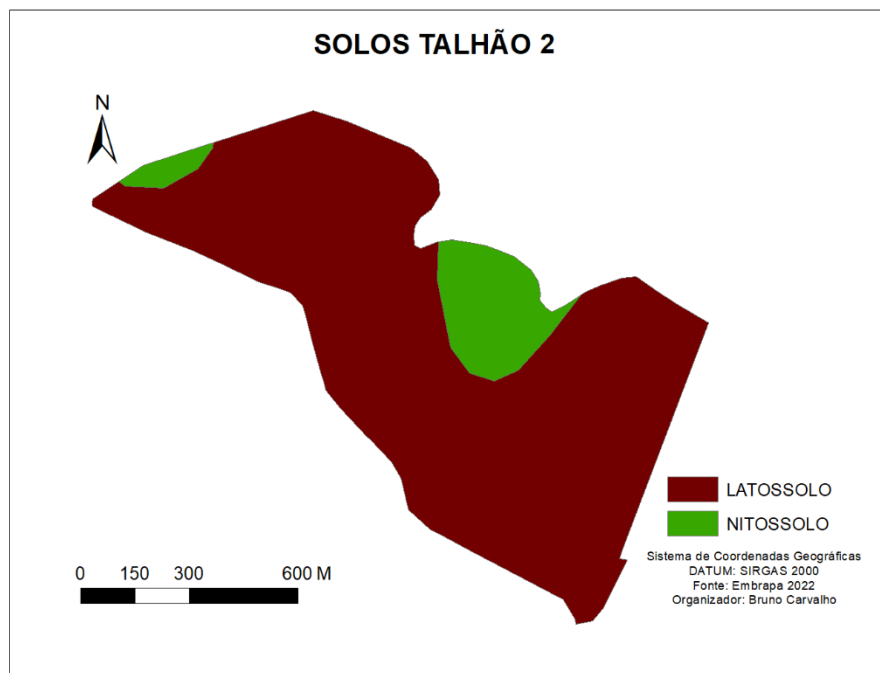 SOLOS TALHÃO 2
N
LATOSSOLO
NITOSSOLO
Sistema de Coordenadas Geográficas
DATUM: SIRGAS 2000
Fonte: Embrapa 2022
Organizador: Bruno Carvalho
0 150 300 600 M